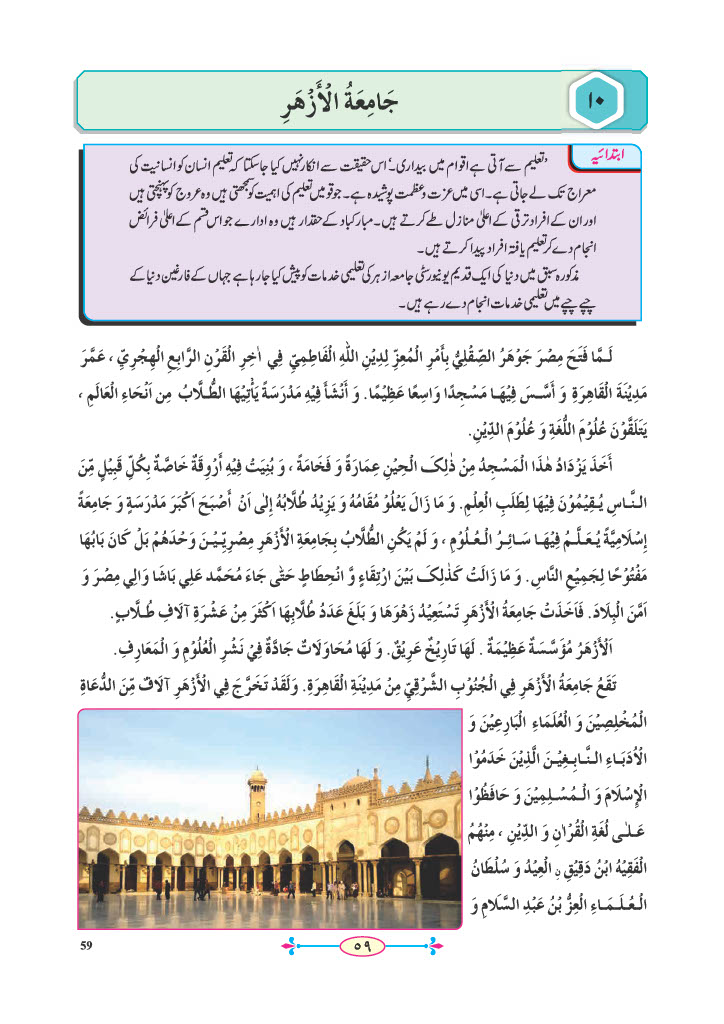 ۱۰
جَامِعَةُ الْأَزْهَرِ
ابتدائیہ
’تعلیم سے آتی ہے اقوام میں بیداری۔‘ اس حقیقت سے انکار نہیں کیا جا سکتا کہ تعلیم انسان کو انسانیت کی
معراج تک لے جاتی ہے۔ اسی میں عزت و عظمت پوشیدہ ہے۔ جو قومیں تعلیم کی اہمیت کو سمجھتی ہیں وہ عروج کو پہنچتی ہیں
اور ان کے افراد ترقی کے اعلیٰ منازل طے کرتے ہیں۔ مبارکباد کے حقدار ہیں وہ ادارے جو اس قسم کے اعلیٰ فرائض
انجام دے کر تعلیم یافتہ افراد پیدا کرتے ہیں۔
مذکورہ سبق میں دنیا کی ایک قدیم یونیورسٹی جامعہ ازہر کی تعلیمی خدمات کو پیش کیا جا رہا ہے جہاں کے فارغین دنیا کے
چپے چپے میں تعلیمی خدمات انجام دے رہے ہیں۔
لَمَّا فَتَحَ مِصْرَ جَوْهَرُ الصِّقْلِيُّ بِأَمْرِ الْمُعِزِّ لِدِيْنِ اللهِ الْفَاطِمِيِّ فِي اٰخِرِ الْقَرْنِ الرَّابِعِ الْهِجْرِيِّ ، عَمَّرَ
مَدِيْنَةَ الْقَاهِرَةِ وَ أَسَّسَ فِيْهَا مَسْجِدًا وَاسِعًا عَظِيْمًا. وَ أَنْشَأَ فِيْهِ مَدْرَسَةً يَأْتِيْهَا الطُّلَّابُ مِن اَنْحَاءِ الْعَالَمِ ،
يَتَلَقَّوْنَ عُلُوْمَ اللُّغَةِ وَ عُلُوْمَ الدِّيْنِ.
أَخَذَ يَزْدَادُ هٰذَا الْمَسْجِدُ مِنْ ذٰلِكَ الْحِيْنِ عِمَارَةً وَ فَخَامَةً ، وَ بُنِيَتْ فِيْهِ أَرْوِقَةٌ خَاصَّةٌ بِكُلِّ قَبِيْلٍ مِّنَ
النَّاسِ يُقِيْمُوْنَ فِيْهَا لِطَلَبِ الْعِلْمِ. وَ مَا زَالَ يَعْلُوْ مُقَامُهُ وَ يَزِيْدُ طُلَّابُهُ إِلٰى اَنْ أَصْبَحَ اَكْبَرَ مَدْرَسَةٍ وَ جَامِعَةً
إِسْلَامِيَّةً يُعَلَّمُ فِيْهَا سَائِرُ الْعُلُوْمِ ، وَ لَمْ يَكُنِ الطُّلَّابُ بِجَامِعَةِ الْأَزْهَرِ مِصْرِيِّيْنَ وَحْدَهُمْ بَلْ كَانَ بَابُهَا
مَفْتُوْحًا لِجَمِيْعِ النَّاسِ. وَ مَا زَالَتْ كَذٰلِكَ بَيْنَ ارْتِقَاءٍ وَّ انْحِطَاطٍ حَتّٰى جَاءَ مُحَمَّد عَلِي بَاشَا وَالِي مِصْرَ وَ
اَمَّنَ الْبِلَادَ. فَاَخَذَتْ جَامِعَةُ الْأَزْهَرِ تَسْتَعِيْدُ زَهْوَهَا وَ بَلَغَ عَدَدُ طُلَّابِهَا اَكْثَرَ مِنْ عَشْرَةِ آلَافِ طُلَّابٍ.
اَلْأَزْهَرُ مُؤَسَّسَةٌ عَظِيْمَةٌ . لَهَا تَارِيْخٌ عَرِيْقٌ. وَ لَهَا مُحَاوَلَاتٌ جَادَّةٌ فِيْ نَشْرِ الْعُلُوْمِ وَ الْمَعَارِفِ.
تَقَعُ جَامِعَةُ الْأَزْهَرِ فِي الْجُنُوْبِ الشَّرْقِيِّ مِنْ مَدِيْنَةِ الْقَاهِرَةِ. وَلَقَدْ تَخَرَّجَ فِي الْأَزْهَرِ آلَافٌ مِّنَ الدُّعَاةِ
الْمُخْلِصِيْنَ وَ الْعُلَمَاءِ الْبَارِعِيْنَ وَ
الْأُدَبَاءِ النَّابِغِيْنَ الَّذِيْنَ خَدَمُوْا
الْإِسْلَامَ وَ الْمُسْلِمِيْنَ وَ حَافَظُوْا
عَلٰى لُغَةِ الْقُرْاٰنِ وَ الدِّيْنِ ، مِنْهُمُ
الْفَقِيْهُ ابْنُ دَقِيْقِ نِ الْعِيْدُ وَ سُلْطَانُ
الْعُلَمَاءِ الْعِزُّ بْنُ عَبْدِ السَّلَامِ وَ
59
٥٩